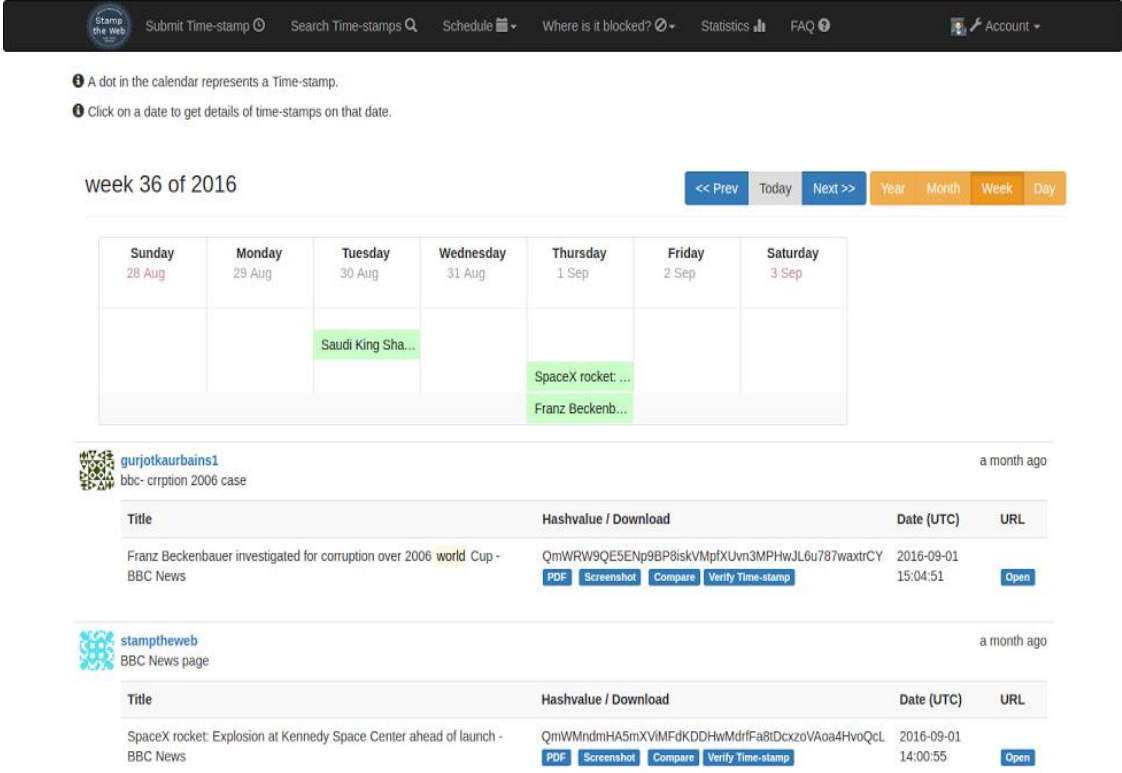 Stamp the Web Submit Time-stamp Search Time-stamps Schedule Where is it blocked? Statistics FAQ Account
A dot in the calendar represents a Time-stamp.
Click on a date to get details of time-stamps on that date.
week 36 of 2016 << Prev Today Next >> Year Month Week Day
Sunday Monday Tuesday Wednesday Thursday Friday Saturday
28 Aug 29 Aug 30 Aug 31 Aug 1 Sep 2 Sep 3 Sep
Saudi King Sha...
SpaceX rocket: ...
Franz Beckenb...
gurjotkaurbains1 a month ago
bbc- crrption 2006 case
Title Hashvalue / Download Date (UTC) URL
Franz Beckenbauer investigated for corruption over 2006 world Cup - QmWRW9QE5ENp9BP8iskVMpfXUvn3MPHwJL6u787waxtrCY 2016-09-01
BBC News PDF Screenshot Compare Verify Time-stamp 15:04:51 Open
stamptheweb a month ago
BBC News page
Title Hashvalue / Download Date (UTC) URL
SpaceX rocket: Explosion at Kennedy Space Center ahead of launch - QmWMndmHA5mXViMFdKDDHwMdrfFa8tDcxzoVAoa4HvoQcL 2016-09-01
BBC News PDF Screenshot Compare Verify Time-stamp 14:00:55 Open